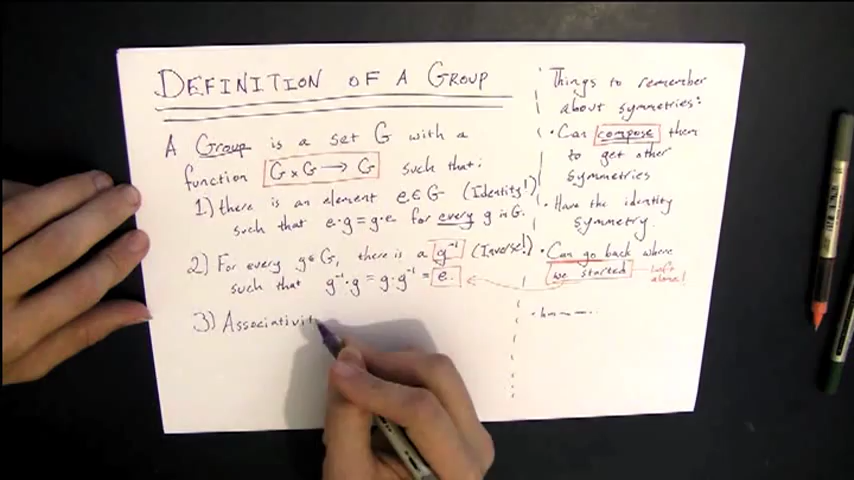 DEFINITION OF A GROUP
A Group is a set G with a
function G × G → G such that:
1) there is an element e ∈ G (Identity!)
such that e·g = g·e for every g in G.
2) For every g ∈ G, there is a g⁻¹ (Inverse!)
such that g⁻¹·g = g·g⁻¹ = e.
3) Associativit
Things to remember
about symmetries:
• Can compose them
to get other
symmetries
• Have the identity
symmetry.
• Can go back where
we started
left
alone!